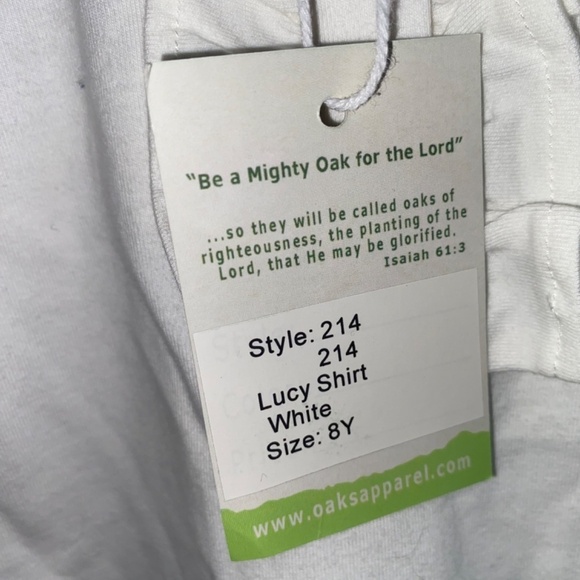 "Be a Mighty Oak for the Lord"
...so they will be called oaks of
righteousness, the planting of the
Lord, that He may be glorified.
Isaiah 61:3
Style: 214
214
Lucy Shirt
White
Size: 8Y
www.oaksapparel.com